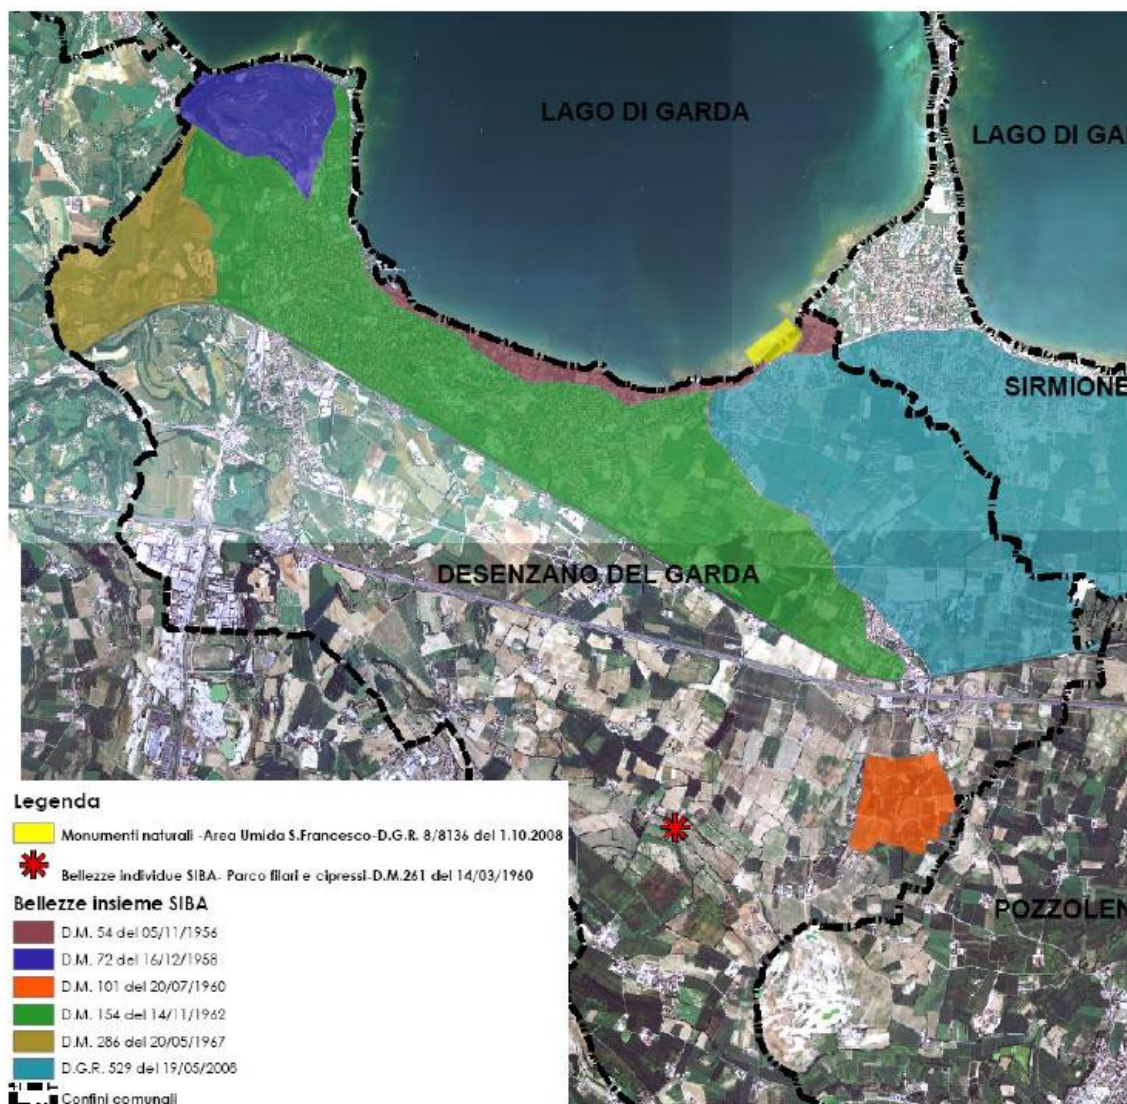 LAGO DI GARDA
LAGO DI GA
SIRMIONE
DESENZANO DEL GARDA
POZZOLEN
Legenda
Monumenti naturali -Area Umida S.Francesco-D.G.R. 8/8136 del 1.10.2008
Bellezze individue SIBA- Parco filari e cipressi-D.M.261 del 14/03/1960
Bellezze insieme SIBA
D.M. 54 del 05/11/1956
D.M. 72 del 16/12/1958
D.M. 101 del 20/07/1960
D.M. 154 del 14/11/1962
D.M. 286 del 20/05/1967
D.G.R. 529 del 19/05/2008
Confini comunali